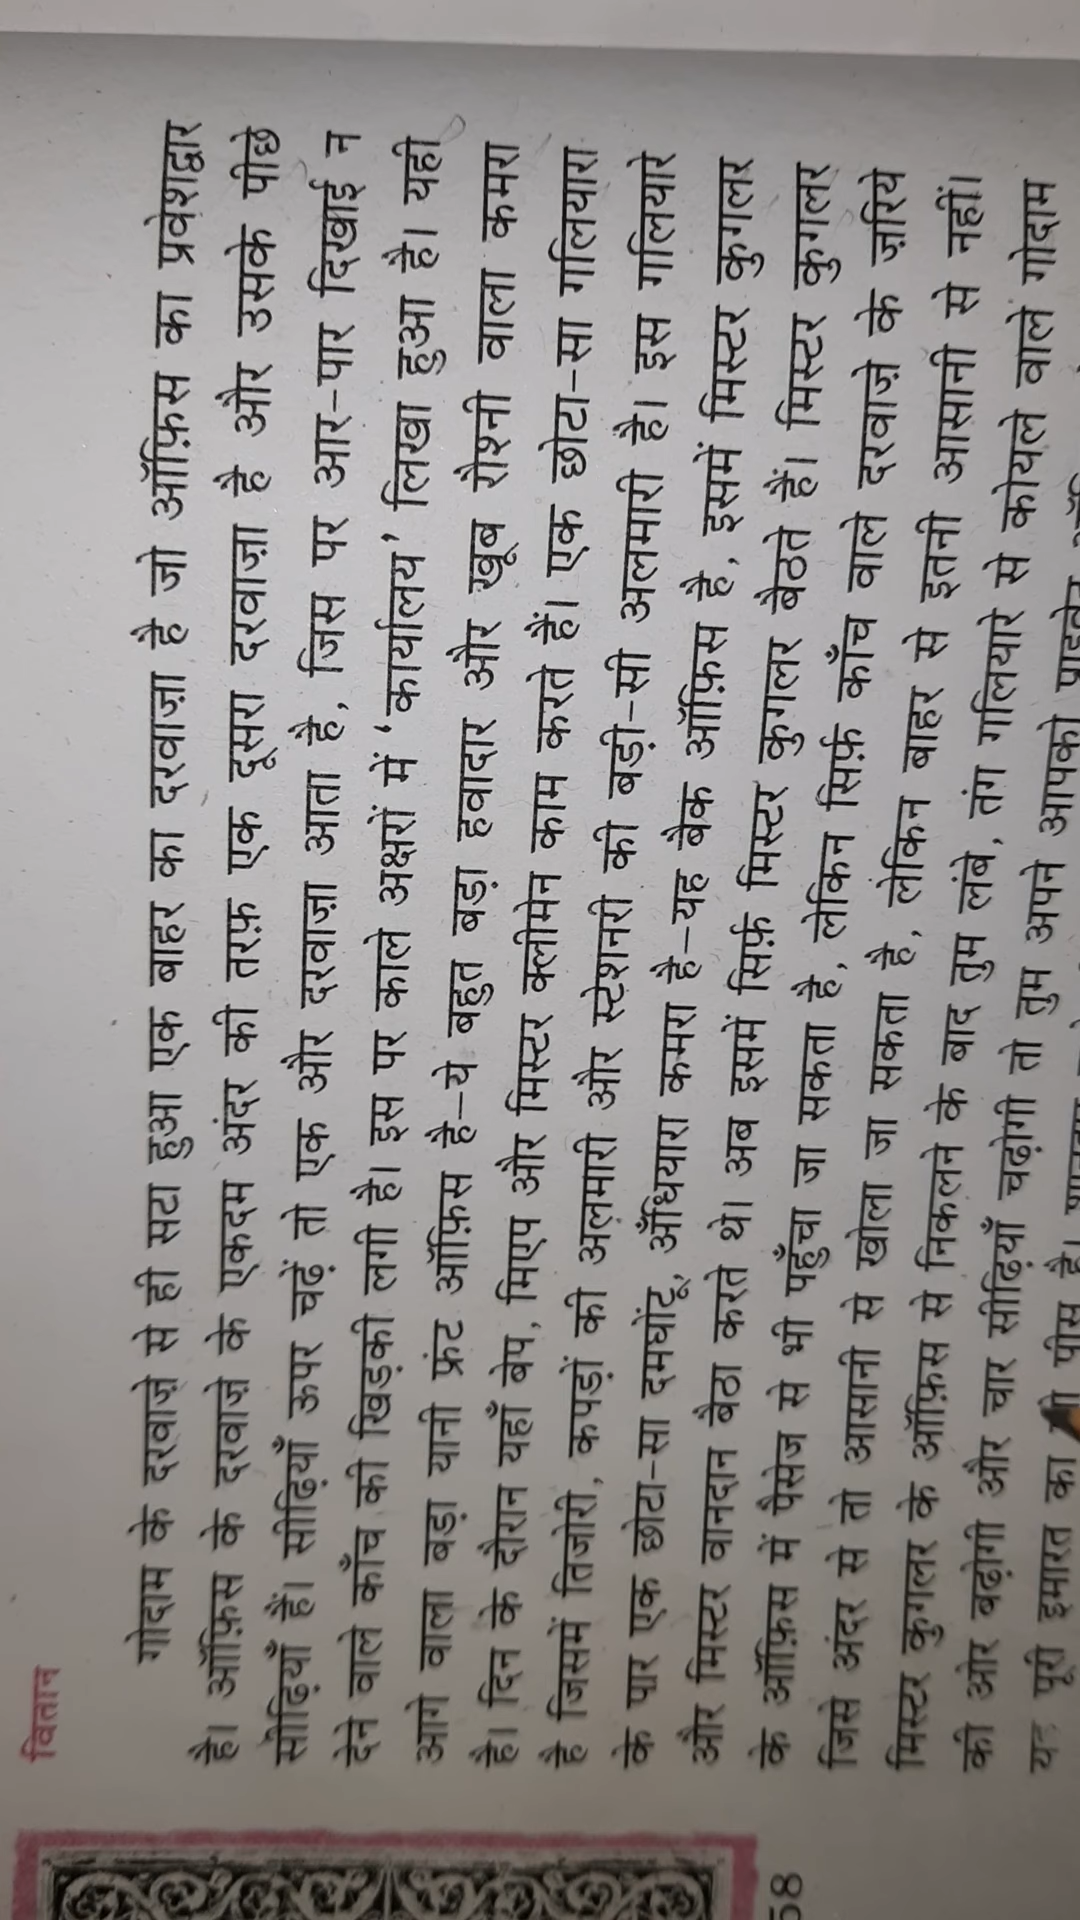 वितान
गोदाम के दरवाज़े से ही सटा हुआ एक बाहर का दरवाज़ा है जो ऑफ़िस का प्रवेशद्वार
है। ऑफ़िस के दरवाज़े के एकदम अंदर की तरफ़ एक दूसरा दरवाज़ा है और उसके पीछे
सीढ़ियाँ हैं। सीढ़ियाँ ऊपर चढ़ें तो एक और दरवाज़ा आता है, जिस पर आर-पार दिखाई न
देने वाले काँच की खिड़की लगी है। इस पर काले अक्षरों में ‘कार्यालय’ लिखा हुआ है। यही
आगे वाला बड़ा यानी फ्रंट ऑफ़िस है–ये बहुत बड़ा हवादार और खूब रौश्नी वाला कमरा
है। दिन के दौरान यहाँ बेप, मिएप और मिस्टर क्लीमेन काम करते हैं। एक छोटा-सा गलियारा
है जिसमें तिजोरी, कपड़ों की अलमारी और स्टेशनरी की बड़ी-सी अलमारी है। इस गलियारे
के पार एक छोटा-सा दमघोंटू, अँधियारा कमरा है–यह बैक ऑफ़िस है, इसमें मिस्टर कुगलर
और मिस्टर वानदान बैठा करते थे। अब इसमें सिर्फ़ मिस्टर कुगलर बैठते हैं। मिस्टर कुगलर
के ऑफ़िस में पैसेज से भी पहुँचा जा सकता है, लेकिन सिर्फ़ काँच वाले दरवाज़े के ज़रिये
जिसे अंदर से तो आसानी से खोला जा सकता है, लेकिन बाहर से इतनी आसानी से नहीं।
मिस्टर कुगलर के ऑफ़िस से निकलने के बाद तुम लंबे, तंग गलियारे से कोयले वाले गोदाम
की ओर बढ़ोगी और चार सीढ़ियाँ चढ़ोगी तो तुम अपने आपको प्राइवेट
पूरी इमारत का पीस है।
58